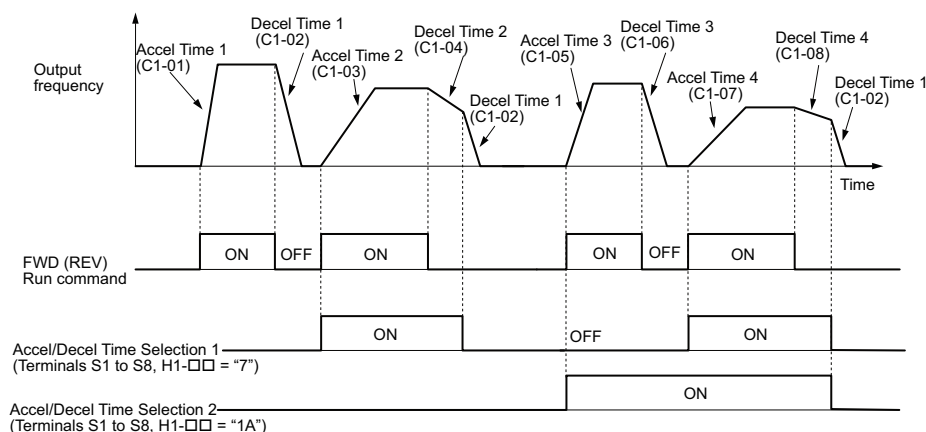 Output
frequency
Accel Time 1
(C1-01)
Decel Time 1
(C1-02)
Accel Time 2
(C1-03)
Decel Time 2
(C1-04)
Decel Time 1
(C1-02)
Accel Time 3
(C1-05)
Decel Time 3
(C1-06)
Accel Time 4
(C1-07)
Decel Time 4
(C1-08)
Decel Time 1
(C1-02)
Time
FWD (REV)
Run command
ON
OFF
ON
ON
OFF
ON
Accel/Decel Time Selection 1
(Terminals S1 to S8, H1-□□ = “7”)
ON
OFF
ON
Accel/Decel Time Selection 2
(Terminals S1 to S8, H1-□□ = “1A”)
ON